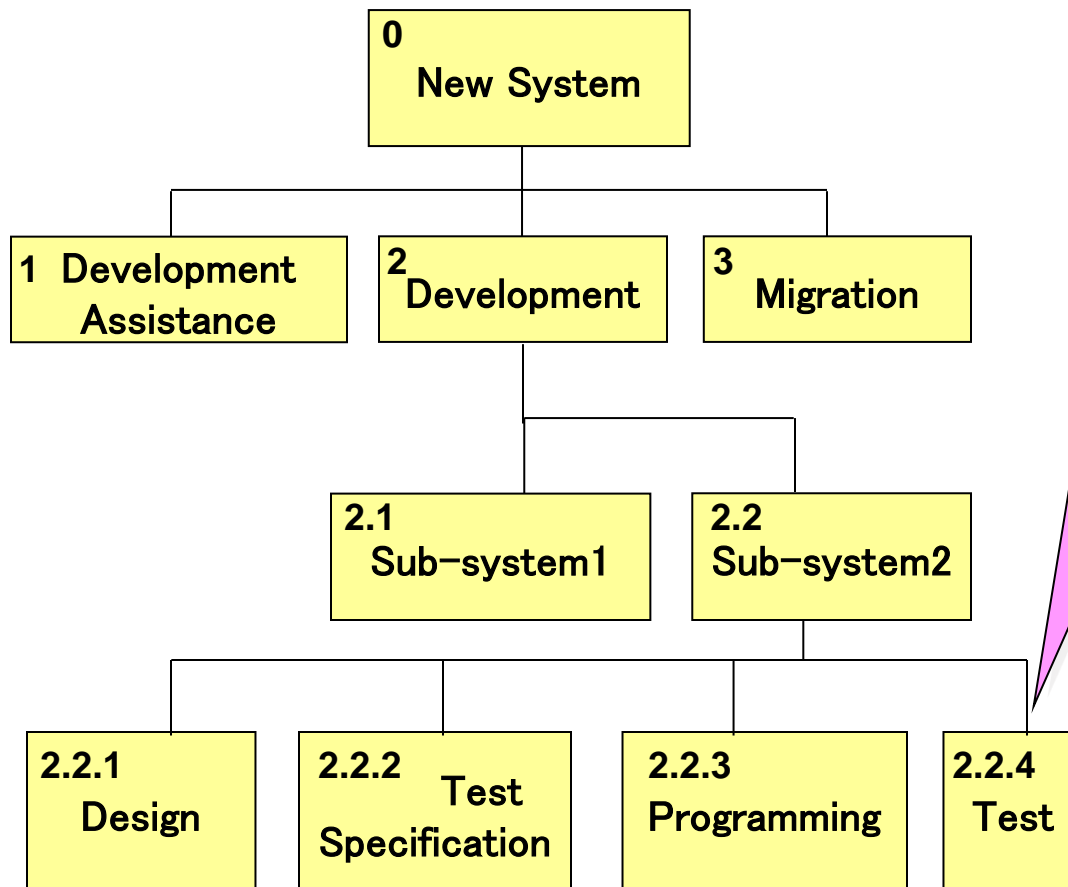 0
New System
1 Development
Assistance
2
Development
3
Migration
2.1
Sub-system1
2.2
Sub-system2
2.2.1
Design
2.2.2
Test
Specification
2.2.3
Programming
2.2.4
Test